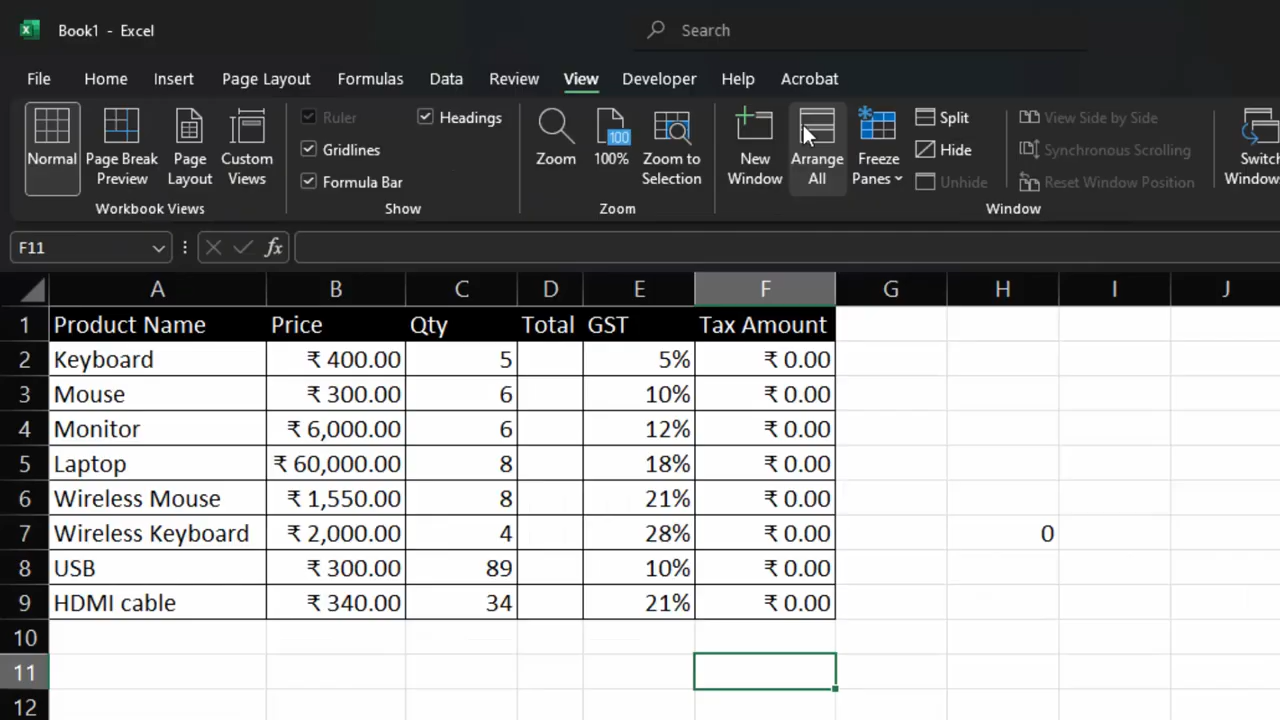 Book1 - Excel
Search
File Home Insert Page Layout Formulas Data Review View Developer Help Acrobat
Normal Page Break Preview Page Layout Custom Views
Workbook Views
Ruler Headings
Gridlines
Formula Bar
Show
Zoom 100% Zoom to Selection
100
Zoom
New Window Arrange All Freeze Panes
Split
Hide
Unhide
View Side by Side
Synchronous Scrolling
Reset Window Position
Window
Switch Windows
F11 fx
A B C D E F G H I J
1 Product Name Price Qty Total GST Tax Amount
2 Keyboard ₹ 400.00 5 5% ₹ 0.00
3 Mouse ₹ 300.00 6 10% ₹ 0.00
4 Monitor ₹ 6,000.00 6 12% ₹ 0.00
5 Laptop ₹ 60,000.00 8 18% ₹ 0.00
6 Wireless Mouse ₹ 1,550.00 8 21% ₹ 0.00
7 Wireless Keyboard ₹ 2,000.00 4 28% ₹ 0.00 0
8 USB ₹ 300.00 89 10% ₹ 0.00
9 HDMI cable ₹ 340.00 34 21% ₹ 0.00
10
11
12